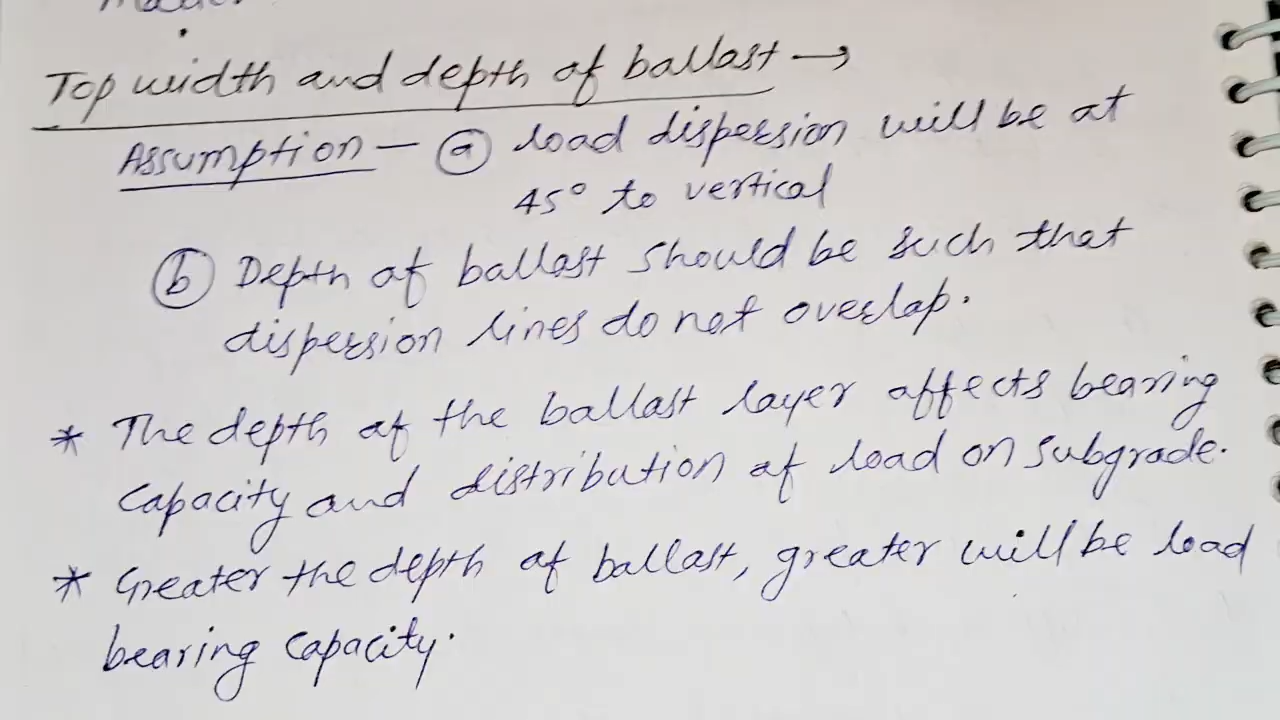 Top width and depth of ballast →
Assumption - (a) load dispersion will be at
45° to vertical
(b) Depth of ballast should be such that
dispersion lines do not overlap.
* The depth of the ballast layer affects bearing
capacity and distribution of load on subgrade.
* Greater the depth of ballast, greater will be load
bearing capacity.